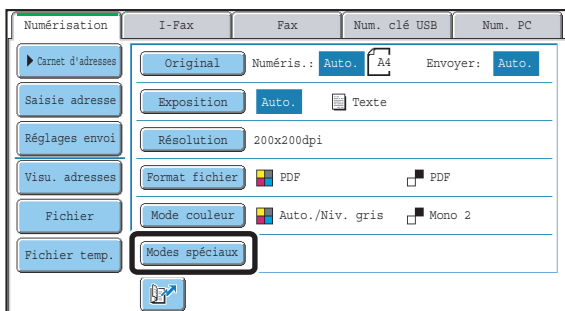 Numérisation I-Fax Fax Num. clé USB Num. PC
Carnet d'adresses Original Numéris.: Auto. A4 Envoyer: Auto.
Saisie adresse Exposition Auto. Texte
Réglages envoi Résolution 200x200dpi
Visu. adresses Format fichier PDF PDF
Fichier Mode couleur Auto./Niv. gris Mono 2
Fichier temp. Modes spéciaux